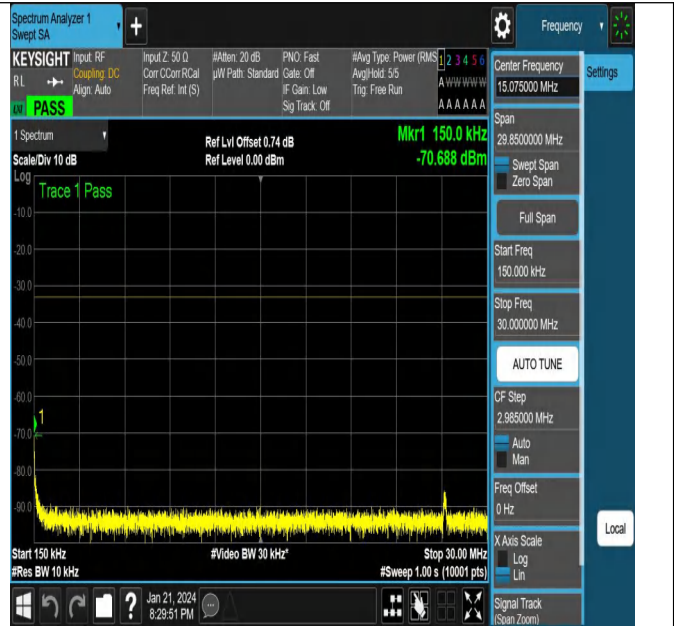 Spectrum Analyzer 1
Swept SA
+
Frequency
KEYSIGHT
RL
PASS
Input: RF
Coupling: DC
Align: Auto
Input Z: 50 Ω
Corr CCorr RCal
Freq Ref: Int (S)
#Atten: 20 dB
µW Path: Standard
PNO: Fast
Gate: Off
IF Gain: Low
Sig Track: Off
#Avg Type: Power (RMS
Avg|Hold: 5/5
Trig: Free Run
1 2 3 4 5 6
A W W W W W
A A A A A A
1 Spectrum
Scale/Div 10 dB
Log
Ref Lvl Offset 0.74 dB
Ref Level 0.00 dBm
Mkr1 150.0 kHz
-70.688 dBm
Trace 1 Pass
-10.0
-20.0
-30.0
-40.0
-50.0
-60.0
-70.0
-80.0
-90.0
1
Start 150 kHz
#Res BW 10 kHz
#Video BW 30 kHz*
Stop 30.00 MHz
#Sweep 1.00 s (10001 pts)
?
Jan 21, 2024
8:29:51 PM
Center Frequency
15.075000 MHz
Settings
Span
29.8500000 MHz
Swept Span
Zero Span
Full Span
Start Freq
150.000 kHz
Stop Freq
30.000000 MHz
AUTO TUNE
CF Step
2.985000 MHz
Auto
Man
Freq Offset
0 Hz
X Axis Scale
Log
Lin
Local
Signal Track
(Span Zoom)